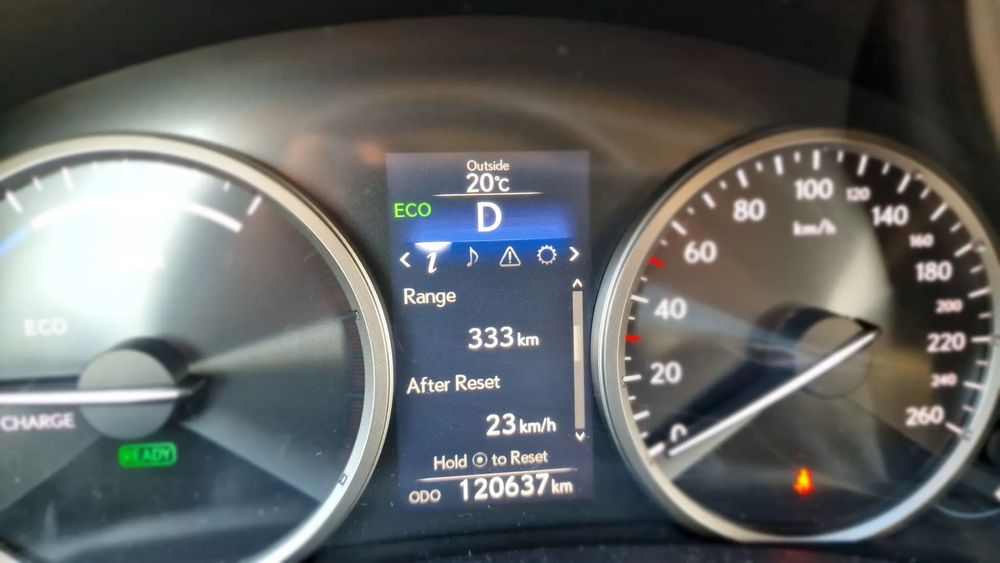 Outside
20°C
ECO
D
i
Range
333 km
After Reset
23 km/h
Hold to Reset
ODO 120637 km
ECO
CHARGE
READY
0
20
40
60
80
100
120
140
160
180
200
220
240
260
km/h